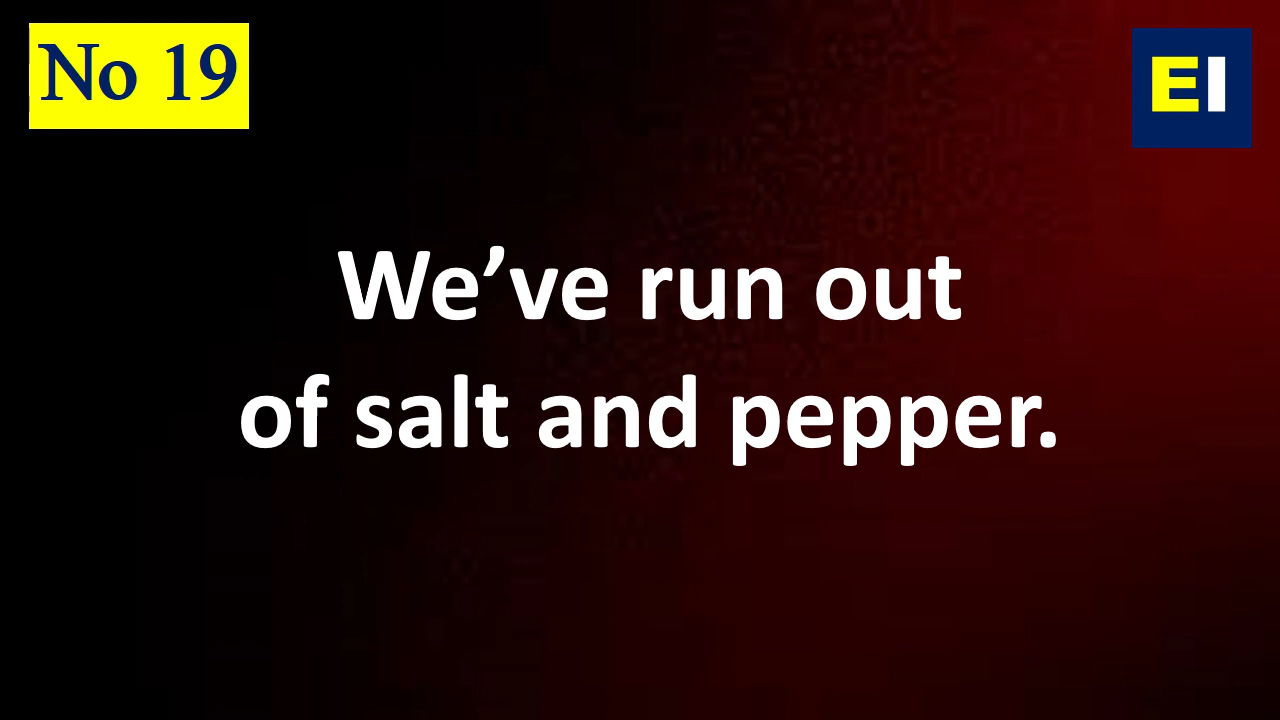 No 19
EI
We’ve run out
of salt and pepper.